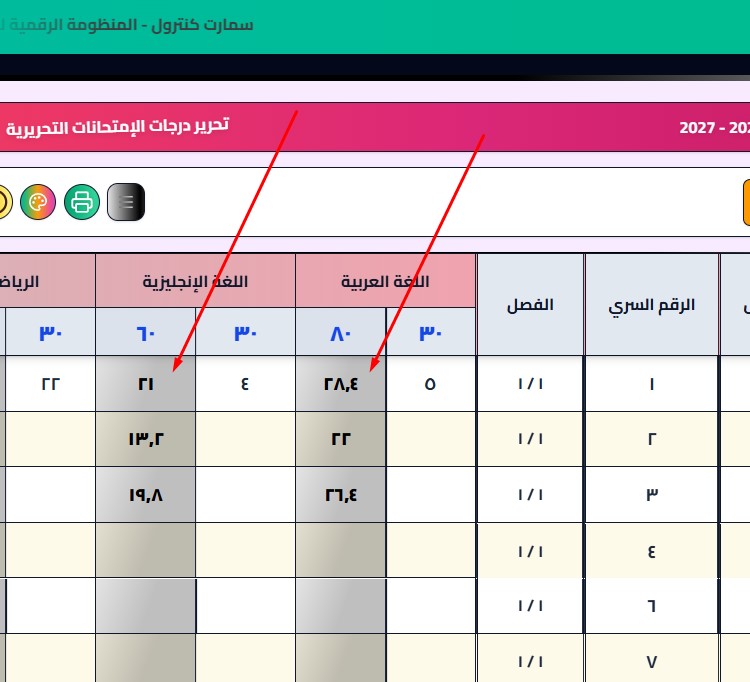 سمارت كنترول - المنظومة الرقمية
2027 - 202
تحرير درجات الإمتحانات التحريرية
الرقم السري
الفصل
اللغة العربية
اللغة الإنجليزية
الرياض
٣٠ ٨٠ ٣٠ ٦٠ ٣٠
١ ١ / ١ ٥ ٢٨,٤ ٤ ٢١ ٢٢
٢ ١ / ١ ٢٢ ١٣,٢
٣ ١ / ١ ٢٦,٤ ١٩,٨
٤ ١ / ١
٦ ١ / ١
٧ ١ / ١